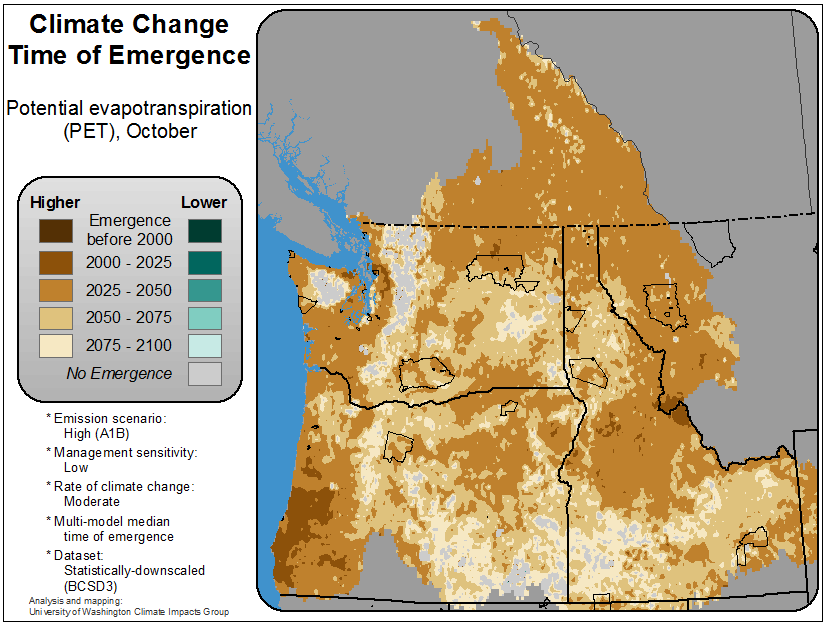 Climate Change
Time of Emergence
Potential evapotranspiration
(PET), October
Higher
Lower
Emergence
before 2000
2000 - 2025
2025 - 2050
2050 - 2075
2075 - 2100
No Emergence
* Emission scenario:
High (A1B)
* Management sensitivity:
Low
* Rate of climate change:
Moderate
* Multi-model median
time of emergence
* Dataset:
Statistically-downscaled
(BCSD3)
Analysis and mapping:
University of Washington Climate Impacts Group